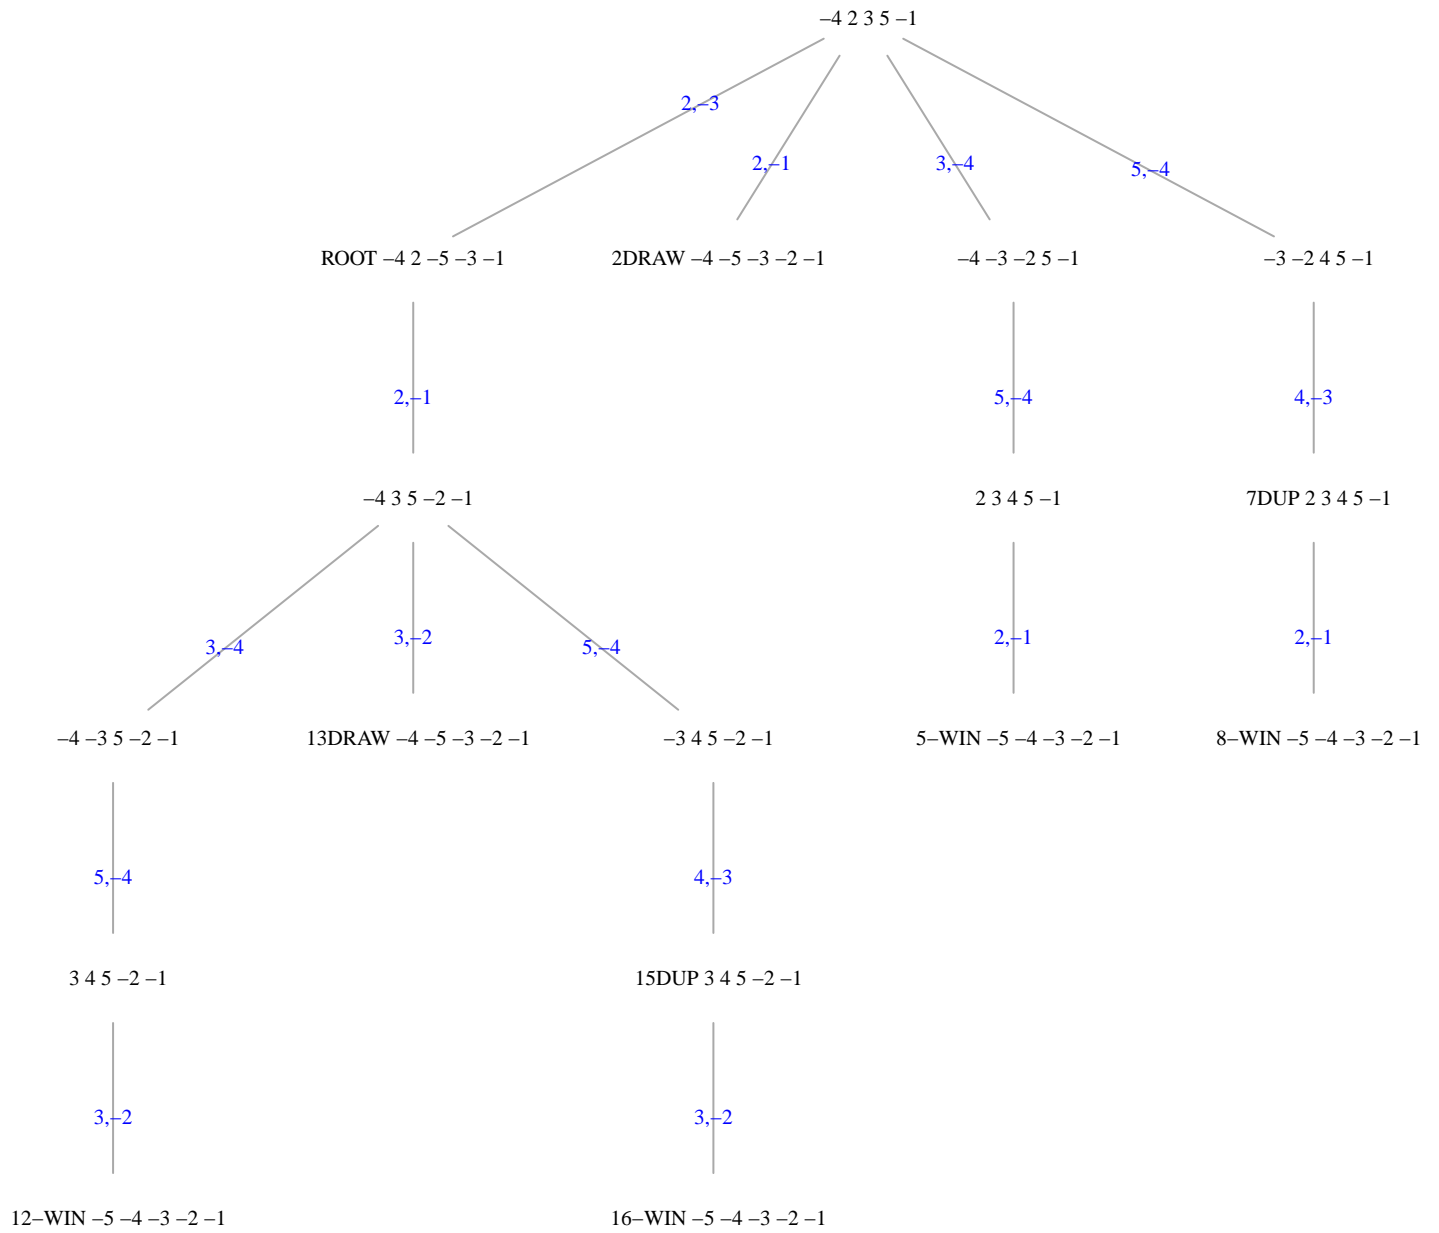 –4 2 3 5 –1
2,–3
2,–1
3,–4
5,–4
ROOT –4 2 –5 –3 –1
2DRAW –4 –5 –3 –2 –1
–4 –3 –2 5 –1
–3 –2 4 5 –1
2,–1
5,–4
4,–3
–4 3 5 –2 –1
2 3 4 5 –1
7DUP 2 3 4 5 –1
3,–4
3,–2
5,–4
2,–1
2,–1
–4 –3 5 –2 –1
13DRAW –4 –5 –3 –2 –1
–3 4 5 –2 –1
5–WIN –5 –4 –3 –2 –1
8–WIN –5 –4 –3 –2 –1
5,–4
4,–3
3 4 5 –2 –1
15DUP 3 4 5 –2 –1
3,–2
3,–2
12–WIN –5 –4 –3 –2 –1
16–WIN –5 –4 –3 –2 –1